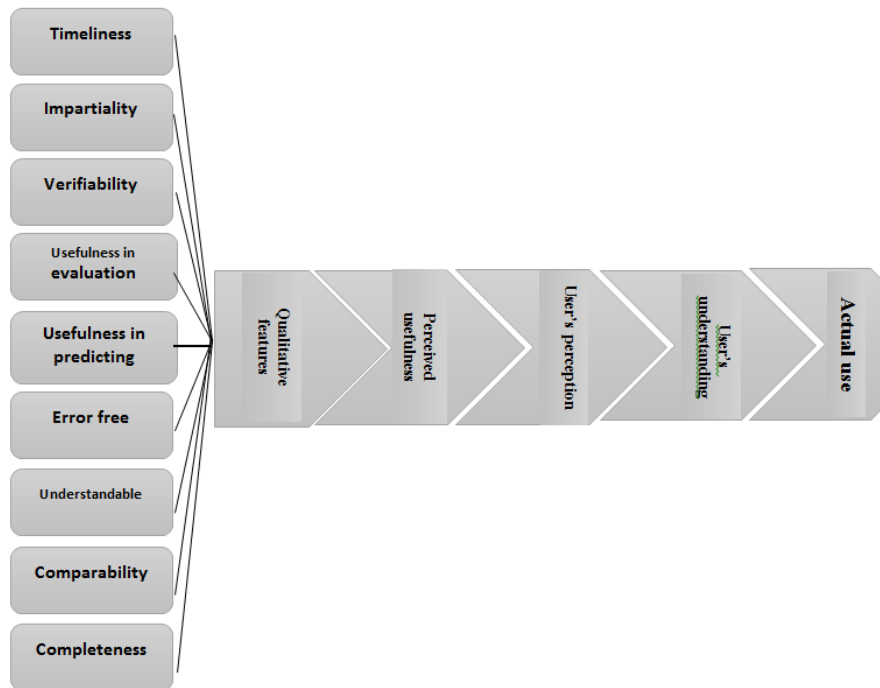 Timeliness
Impartiality
Verifiability
Usefulness in
evaluation
Usefulness in
predicting
Error free
Understandable
Comparability
Completeness
Qualitative
features
Perceived
usefulness
User's perception
User's
understanding
Actual use